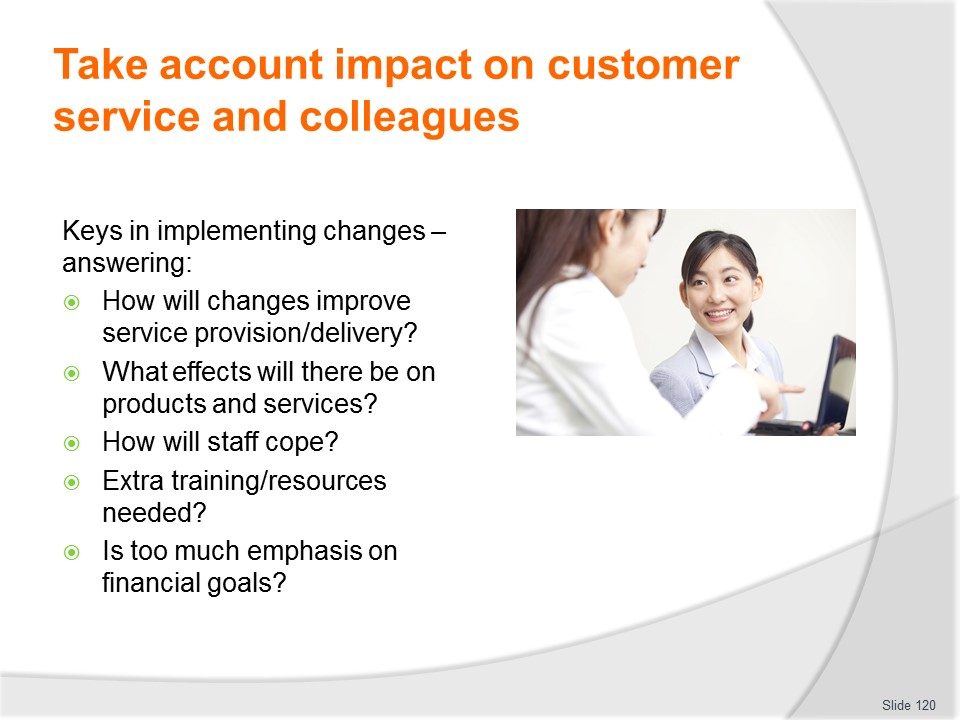 Take account impact on customer
service and colleagues
Keys in implementing changes –
answering:
How will changes improve
service provision/delivery?
What effects will there be on
products and services?
How will staff cope?
Extra training/resources
needed?
Is too much emphasis on
financial goals?
Slide 120